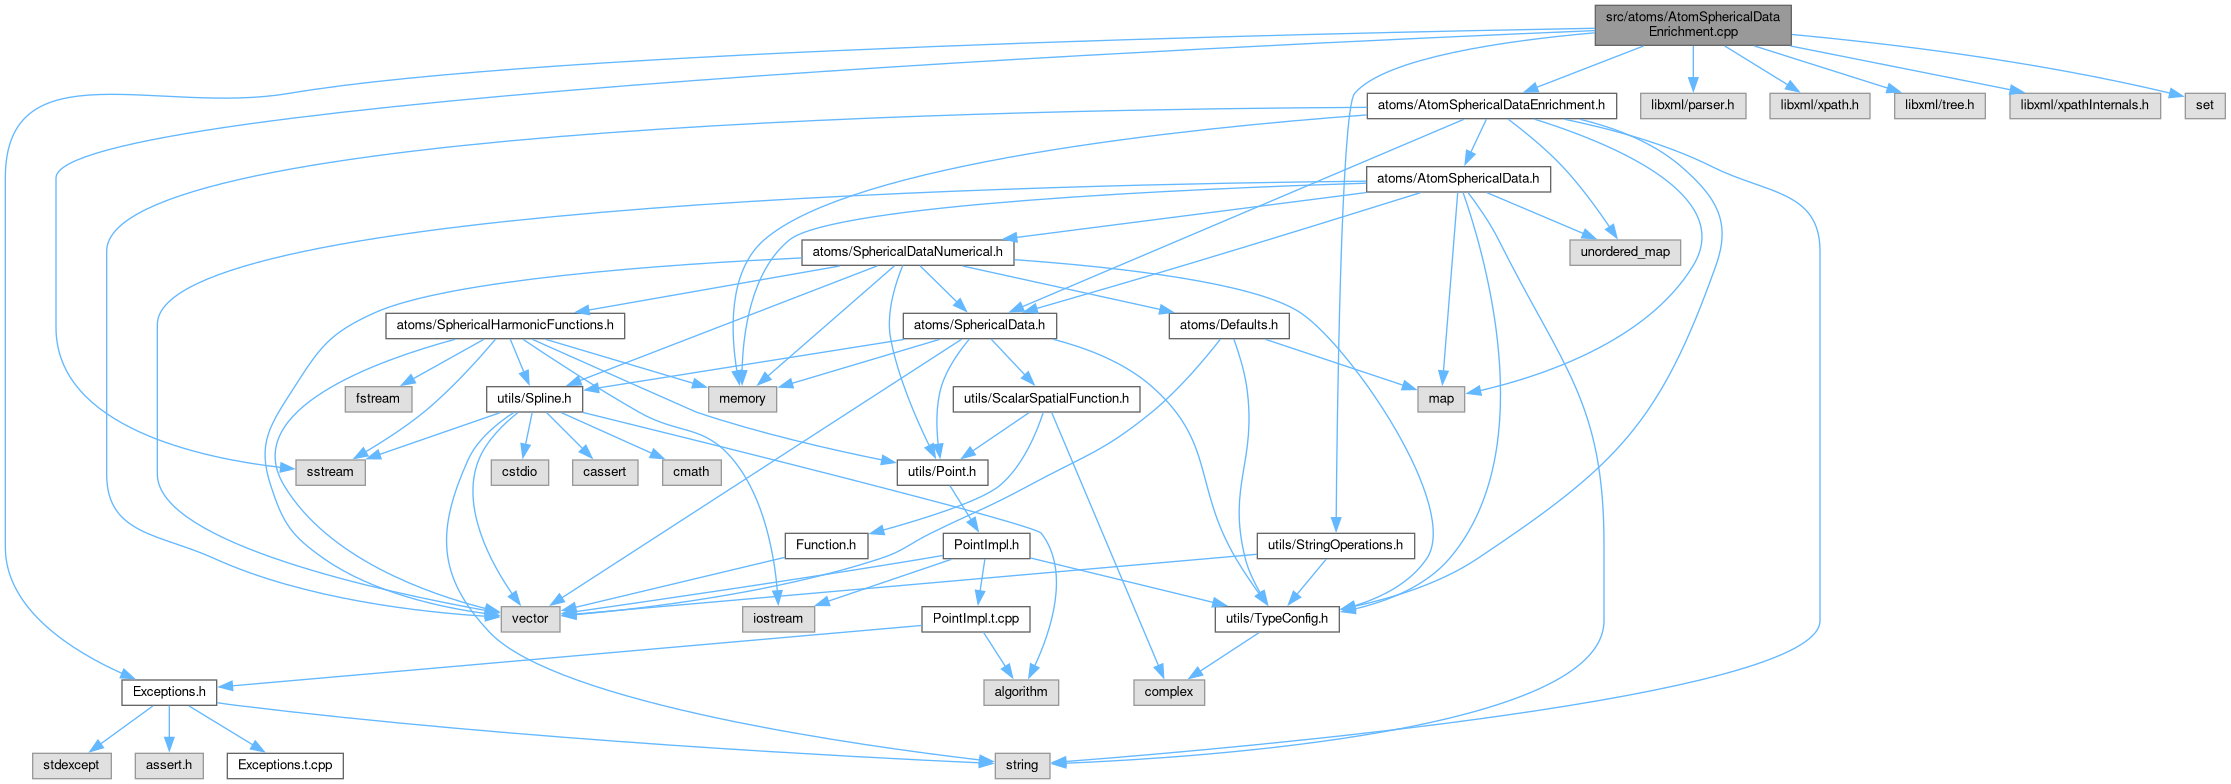 src/atoms/AtomSphericalData
Enrichment.cpp
atoms/AtomSphericalDataEnrichment.h
libxml/parser.h
libxml/xpath.h
libxml/tree.h
libxml/xpathInternals.h
set
atoms/AtomSphericalData.h
atoms/SphericalDataNumerical.h
unordered_map
atoms/SphericalHarmonicFunctions.h
atoms/SphericalData.h
atoms/Defaults.h
fstream
utils/Spline.h
memory
utils/ScalarSpatialFunction.h
map
sstream
cstdio
cassert
cmath
utils/Point.h
Function.h
PointImpl.h
utils/StringOperations.h
vector
iostream
PointImpl.t.cpp
utils/TypeConfig.h
Exceptions.h
algorithm
complex
stdexcept
assert.h
Exceptions.t.cpp
string